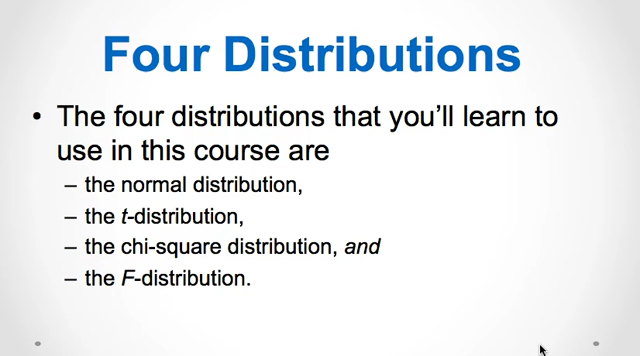 Four Distributions
• The four distributions that you’ll learn to
use in this course are
– the normal distribution,
– the t-distribution,
– the chi-square distribution, and
– the F-distribution.